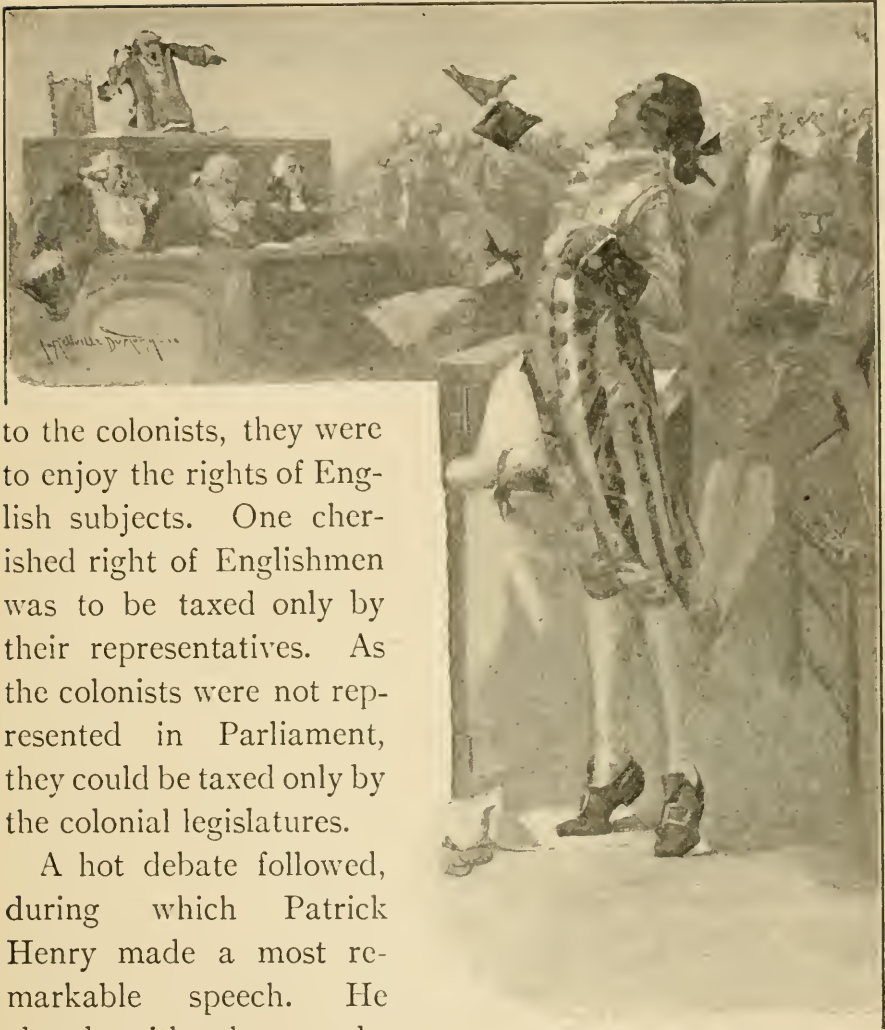 to the colonists, they were
to enjoy the rights of Eng-
lish subjects. One cher-
ished right of Englishmen
was to be taxed only by
their representatives. As
the colonists were not rep-
resented in Parliament,
they could be taxed only by
the colonial legislatures.
A hot debate followed,
during which Patrick
Henry made a most re-
markable speech. He